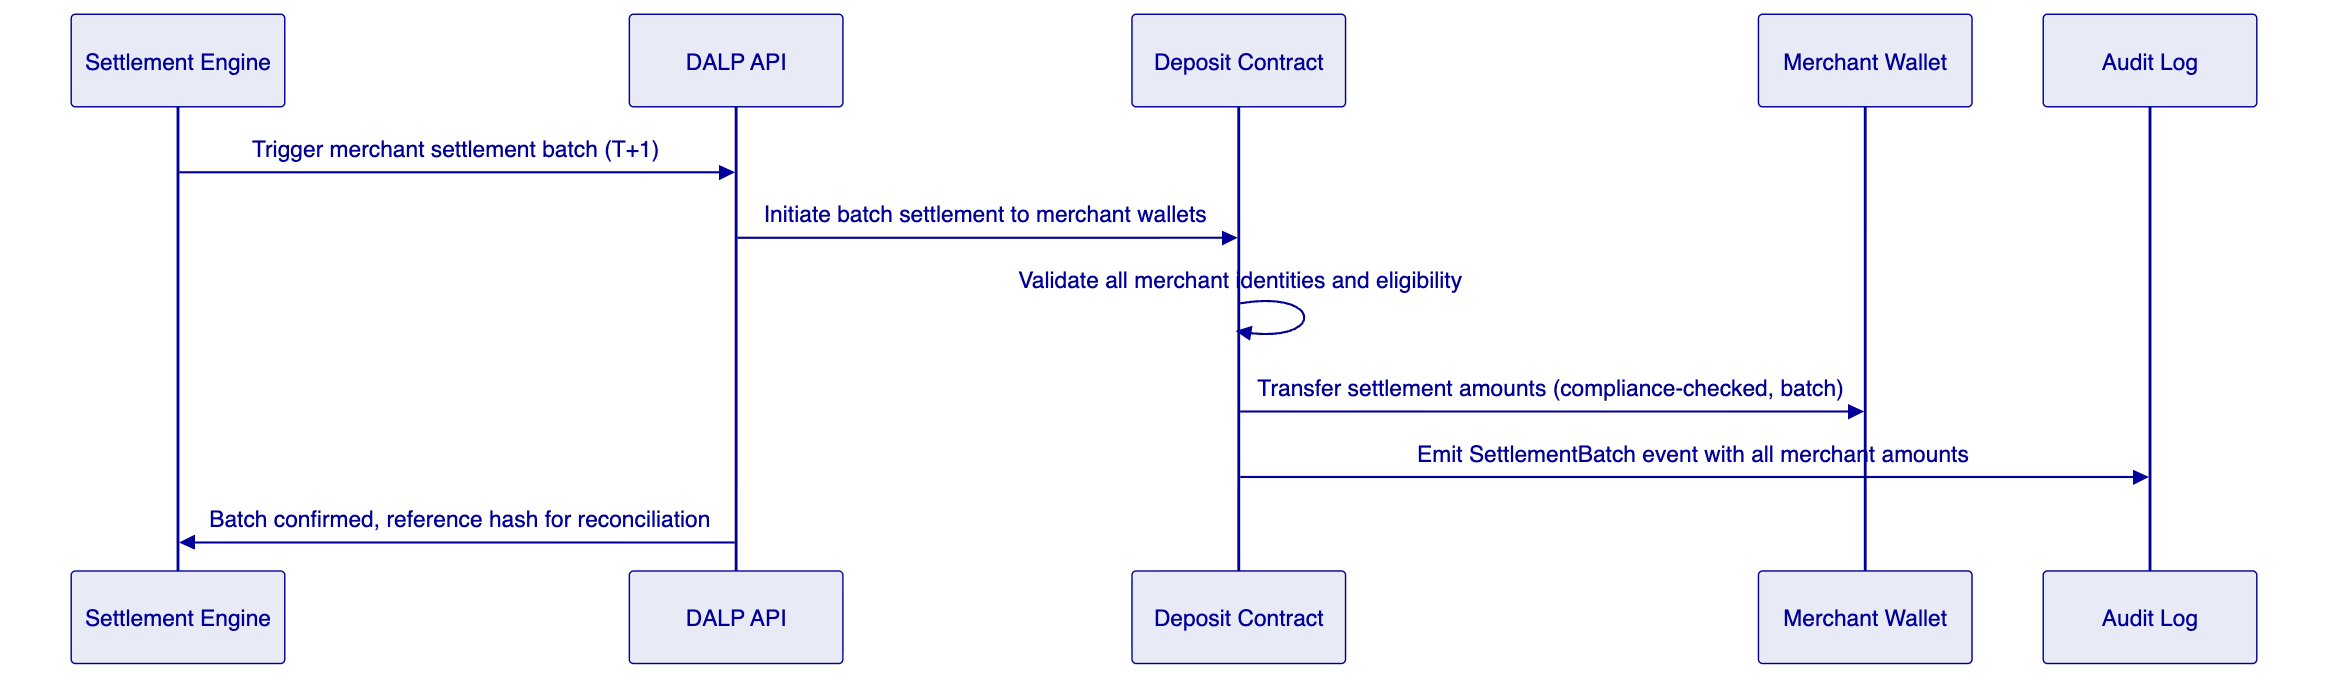 Settlement Engine
DALP API
Deposit Contract
Merchant Wallet
Audit Log
Trigger merchant settlement batch (T+1)
Initiate batch settlement to merchant wallets
Validate all merchant identities and eligibility
Transfer settlement amounts (compliance-checked, batch)
Emit SettlementBatch event with all merchant amounts
Batch confirmed, reference hash for reconciliation
Settlement Engine
DALP API
Deposit Contract
Merchant Wallet
Audit Log